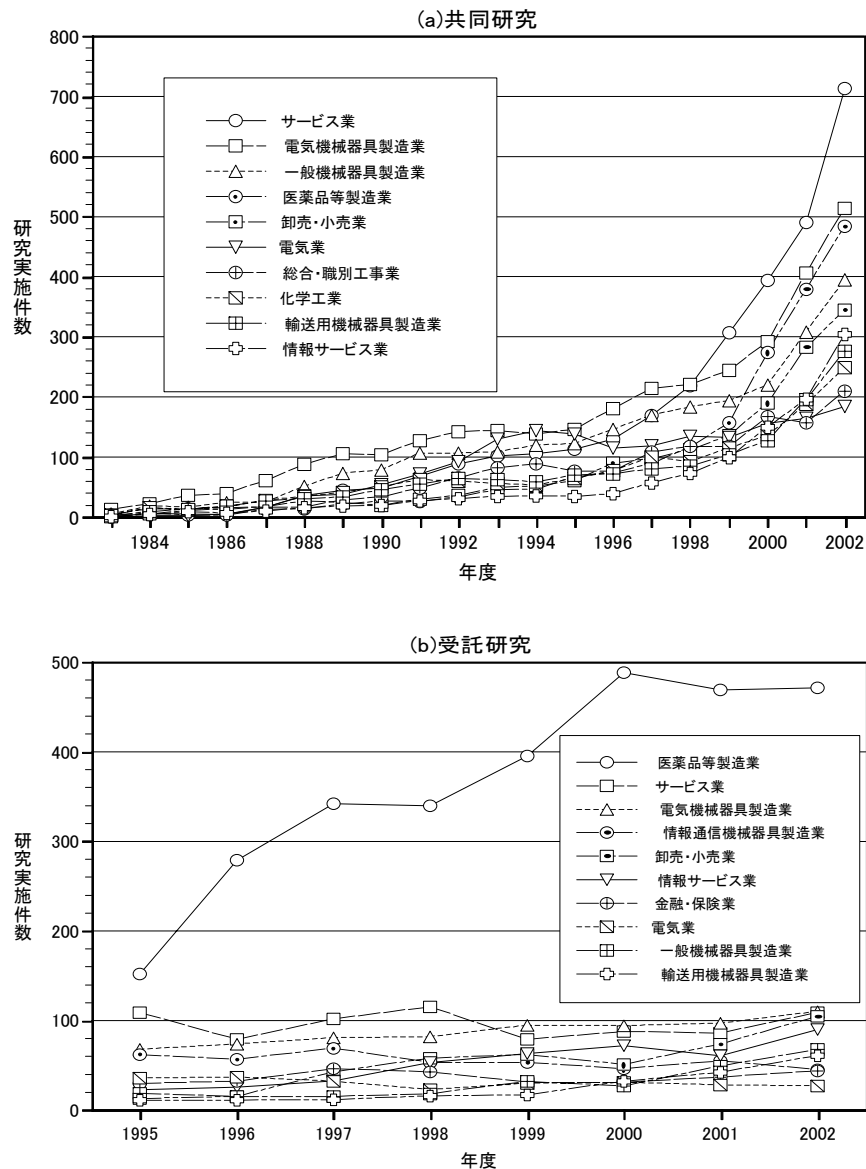 (a)共同研究
800
700
600
500
400
300
200
100
0
研究実施件数
サービス業
電気機械器具製造業
一般機械器具製造業
医薬品等製造業
卸売・小売業
電気業
総合・職別工事業
化学工業
輸送用機械器具製造業
情報サービス業
1984 1986 1988 1990 1992 1994 1996 1998 2000 2002
年度
(b)受託研究
500
400
300
200
100
0
研究実施件数
医薬品等製造業
サービス業
電気機械器具製造業
情報通信機械器具製造業
卸売・小売業
情報サービス業
金融・保険業
電気業
一般機械器具製造業
輸送用機械器具製造業
1995 1996 1997 1998 1999 2000 2001 2002
年度